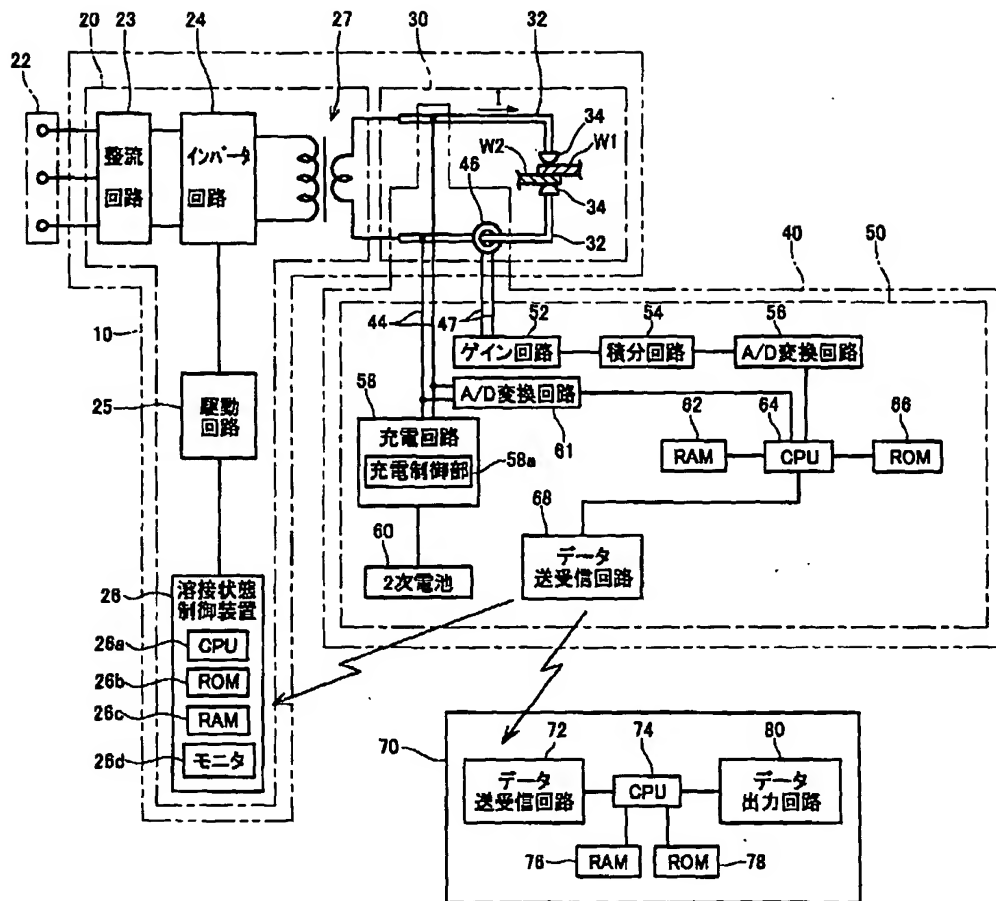 20
23
24
27
30
32
22
整流
回路
インバータ
回路
I
34
W2
W1
46
34
32
40
50
10
44
47
52
54
56
ゲイン回路
積分回路
A/D変換回路
25
駆動
回路
58
A/D変換回路
61
62
64
66
充電回路
充電制御部
58a
RAM
CPU
ROM
60
2次電池
68
データ
送受信回路
26
溶接状態
制御装置
26a
CPU
26b
ROM
26c
RAM
26d
モニタ
70
72
74
80
データ
送受信回路
CPU
データ
出力回路
76
RAM
ROM
78